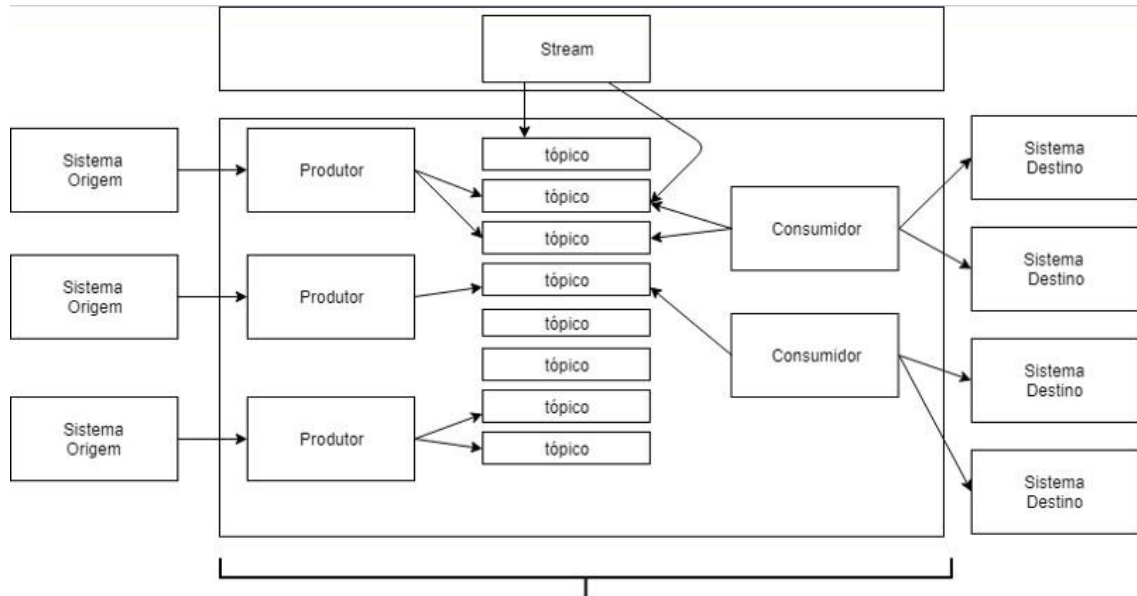 Stream
Sistema
Origem
Produtor
tópico
tópico
tópico
Consumidor
Sistema
Destino
Sistema
Destino
Sistema
Origem
Produtor
tópico
tópico
tópico
Consumidor
Sistema
Destino
Sistema
Origem
Produtor
tópico
tópico
Sistema
Destino